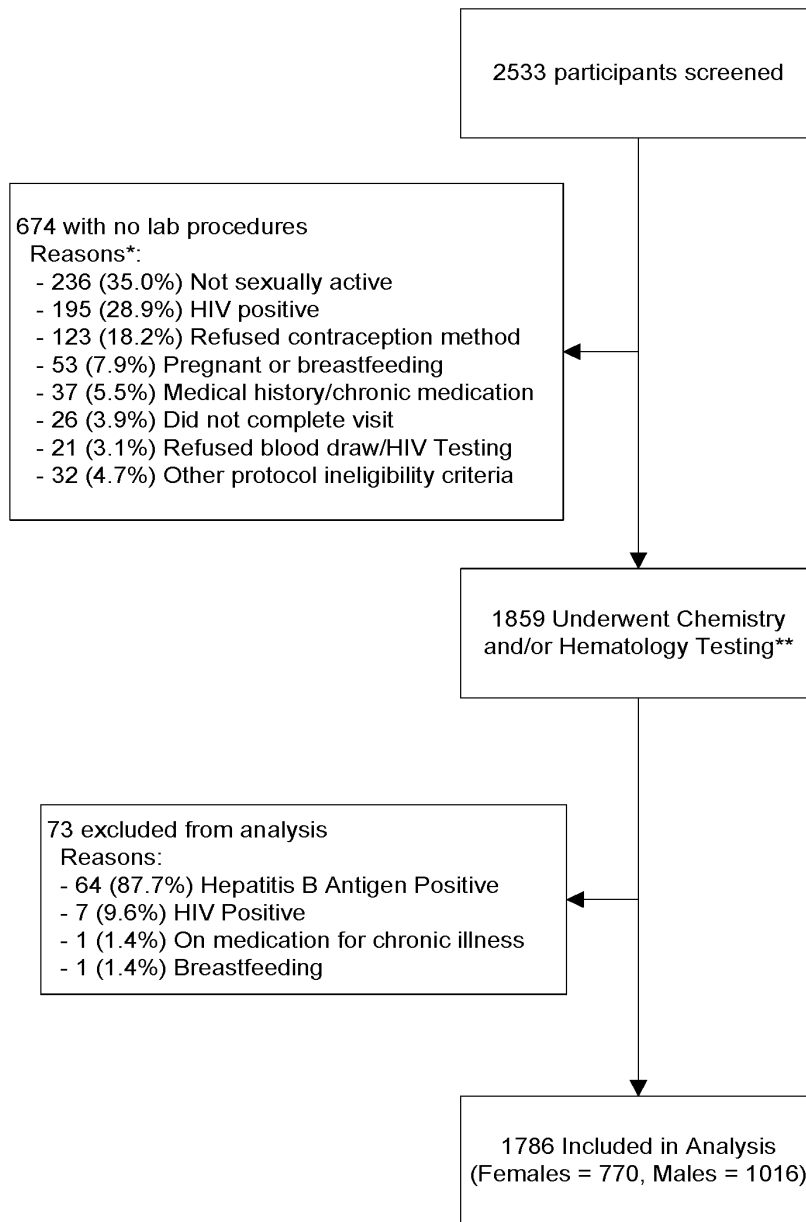 2533 participants screened
674 with no lab procedures
Reasons*:
- 236 (35.0%) Not sexually active
- 195 (28.9%) HIV positive
- 123 (18.2%) Refused contraception method
- 53 (7.9%) Pregnant or breastfeeding
- 37 (5.5%) Medical history/chronic medication
- 26 (3.9%) Did not complete visit
- 21 (3.1%) Refused blood draw/HIV Testing
- 32 (4.7%) Other protocol ineligibility criteria
1859 Underwent Chemistry
and/or Hematology Testing**
73 excluded from analysis
Reasons:
- 64 (87.7%) Hepatitis B Antigen Positive
- 7 (9.6%) HIV Positive
- 1 (1.4%) On medication for chronic illness
- 1 (1.4%) Breastfeeding
1786 Included in Analysis
(Females = 770, Males = 1016)